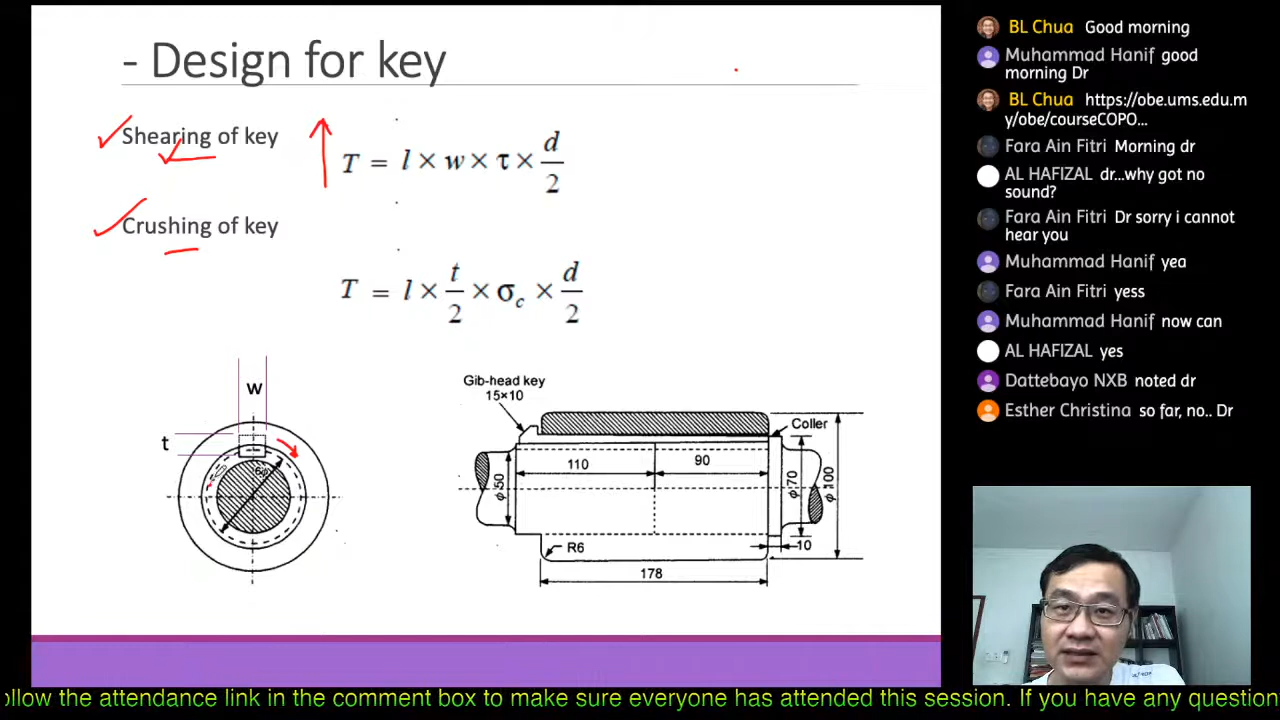 - Design for key
Shearing of key
T = l × w × τ × d/2
Crushing of key
T = l × t/2 × σc × d/2
w
t
Gib-head key
15×10
Coller
110
90
ϕ 50
ϕ 70
ϕ 100
R6
10
178
BL Chua Good morning
Muhammad Hanif good
morning Dr
BL Chua https://obe.ums.edu.m
y/obe/courseCOPO...
Fara Ain Fitri Morning dr
AL HAFIZAL dr...why got no
sound?
Fara Ain Fitri Dr sorry i cannot
hear you
Muhammad Hanif yea
Fara Ain Fitri yess
Muhammad Hanif now can
AL HAFIZAL yes
Dattebayo NXB noted dr
Esther Christina so far, no.. Dr
ollow the attendance link in the comment box to make sure everyone has attended this session. If you have any question